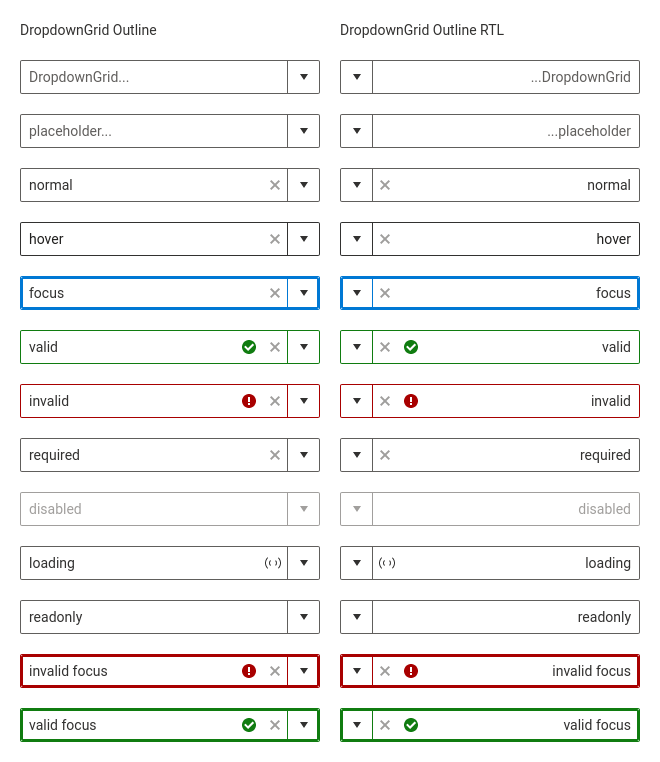 DropdownGrid Outline
DropdownGrid...
placeholder...
normal
hover
focus
valid
invalid
required
disabled
loading
readonly
invalid focus
valid focus
DropdownGrid Outline RTL
...DropdownGrid
...placeholder
normal
hover
focus
valid
invalid
required
disabled
loading
readonly
invalid focus
valid focus